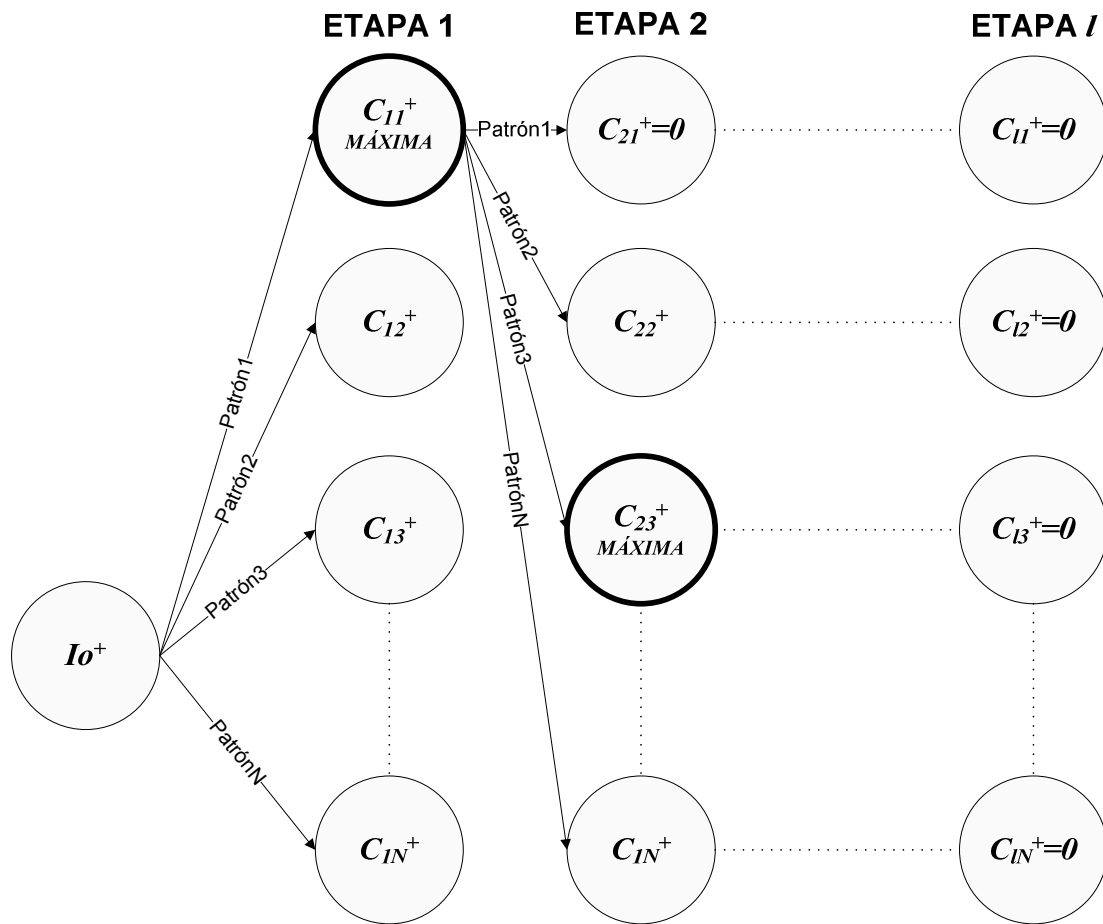 ETAPA 1
ETAPA 2
ETAPA l
C11+
MÁXIMA
Patrón1
C21+=0
Cl1+=0
Patrón2
Patrón1
C12+
Patrón3
C22+
Cl2+=0
Patrón2
PatrónN
C13+
C23+
MÁXIMA
Cl3+=0
Patrón3
Io+
PatrónN
C1N+
C1N+
ClN+=0